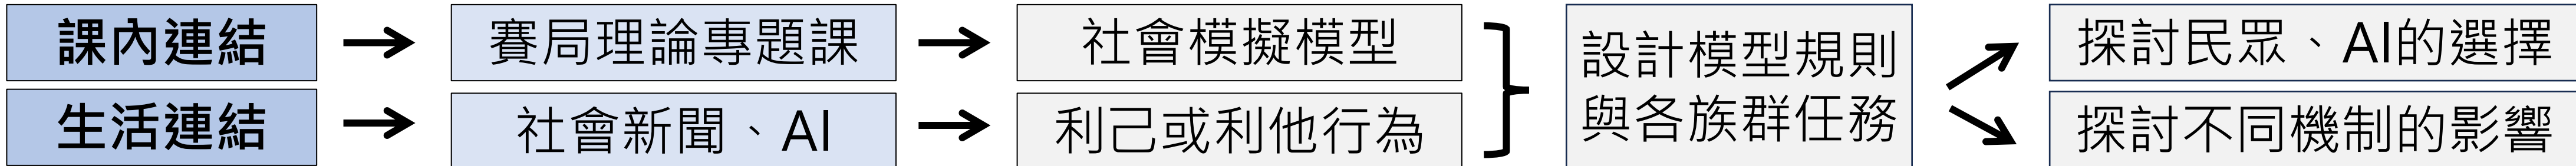 課內連結
賽局理論專題課
社會模擬模型
生活連結
社會新聞、AI
利己或利他行為
設計模型規則
與各族群任務
探討民眾、AI的選擇
探討不同機制的影響